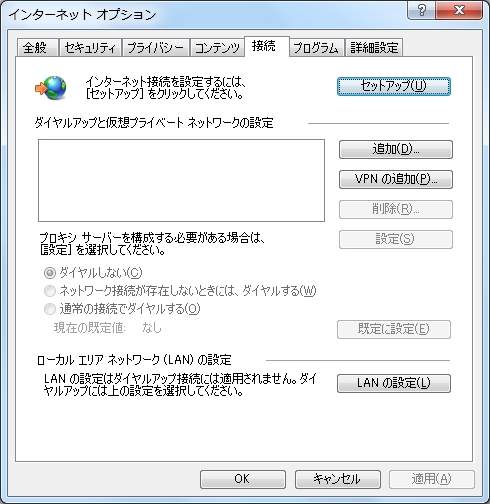 インターネット オプション
全般
セキュリティ
プライバシー
コンテンツ
接続
プログラム
詳細設定
インターネット接続を設定するには、
[セットアップ] をクリックしてください。
セットアップ(U)
ダイヤルアップと仮想プライベート ネットワークの設定
追加(D)...
VPN の追加(P)...
削除(R)...
プロキシ サーバーを構成する必要がある場合は、
[設定] を選択してください。
設定(S)
ダイヤルしない(C)
ネットワーク接続が存在しないときには、ダイヤルする(W)
通常の接続でダイヤルする(O)
現在の既定値: なし
既定に設定(E)
ローカル エリア ネットワーク (LAN) の設定
LAN の設定はダイヤルアップ接続には適用されません。ダイ
ヤルアップには上の設定を選択してください。
LAN の設定(L)
OK
キャンセル
適用(A)